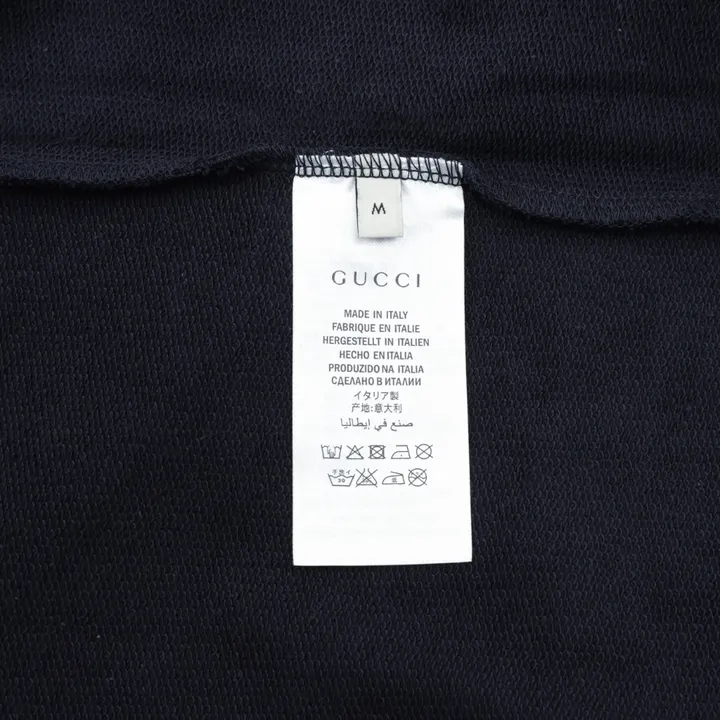 M
GUCCI
MADE IN ITALY
FABRIQUE EN ITALIE
HERGESTELLT IN ITALIEN
HECHO EN ITALIA
PRODUZIDO NA ITALIA
СДЕЛАНО В ИТАЛИИ
イタリア製
产地:意大利
صنع في إيطاليا
30